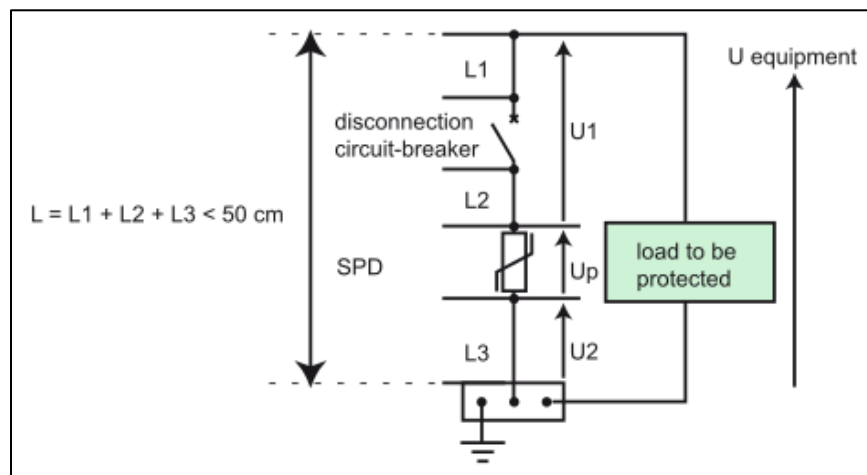 L1
U equipment
disconnection
circuit-breaker
U1
L2
L = L1 + L2 + L3 < 50 cm
SPD
Up
load to be
protected
L3
U2